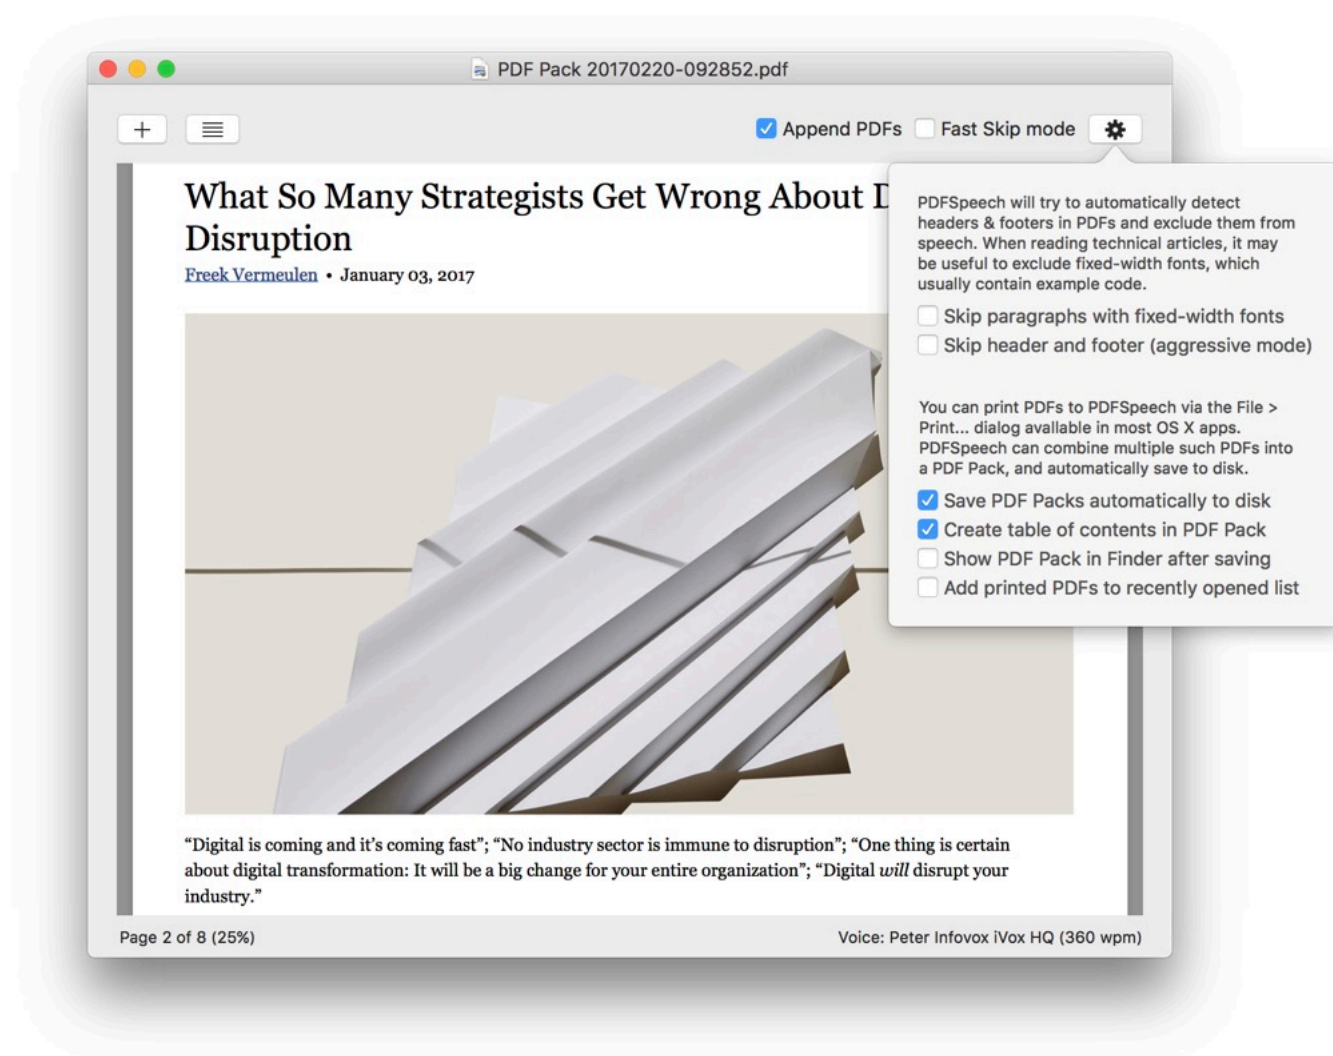 PDF Pack 20170220-092852.pdf
Append PDFs
Fast Skip mode
What So Many Strategists Get Wrong About
Disruption
Freek Vermeulen • January 03, 2017
PDFSpeech will try to automatically detect
headers & footers in PDFs and exclude them from
speech. When reading technical articles, it may
be useful to exclude fixed-width fonts, which
usually contain example code.
Skip paragraphs with fixed-width fonts
Skip header and footer (aggressive mode)
You can print PDFs to PDFSpeech via the File >
Print... dialog available in most OS X apps.
PDFSpeech can combine multiple such PDFs into
a PDF Pack, and automatically save to disk.
Save PDF Packs automatically to disk
Create table of contents in PDF Pack
Show PDF Pack in Finder after saving
Add printed PDFs to recently opened list
“Digital is coming and it’s coming fast”; “No industry sector is immune to disruption”; “One thing is certain
about digital transformation: It will be a big change for your entire organization”; “Digital will disrupt your
industry.”
Page 2 of 8 (25%)
Voice: Peter Infovox iVox HQ (360 wpm)